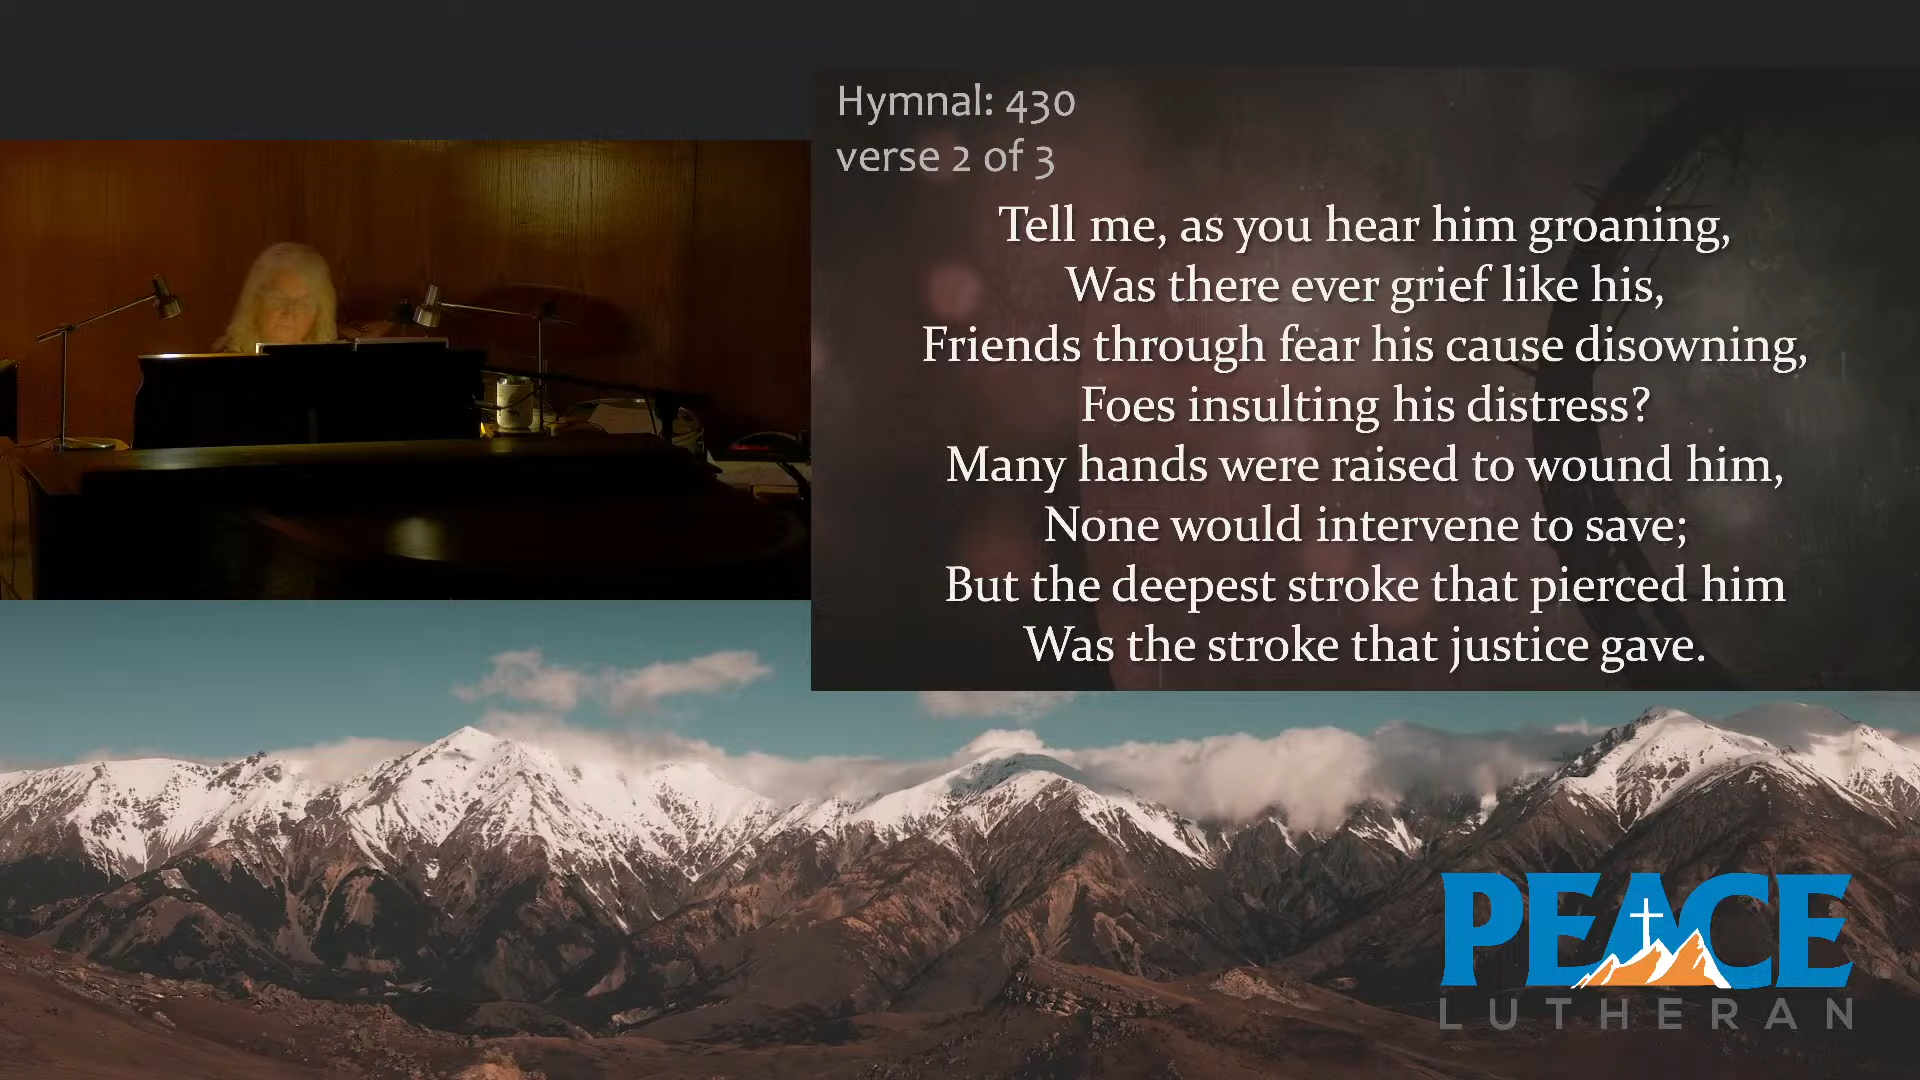 Hymnal: 430
verse 2 of 3
Tell me, as you hear him groaning,
Was there ever grief like his,
Friends through fear his cause disowning,
Foes insulting his distress?
Many hands were raised to wound him,
None would intervene to save;
But the deepest stroke that pierced him
Was the stroke that justice gave.
PEACE
LUTHERAN